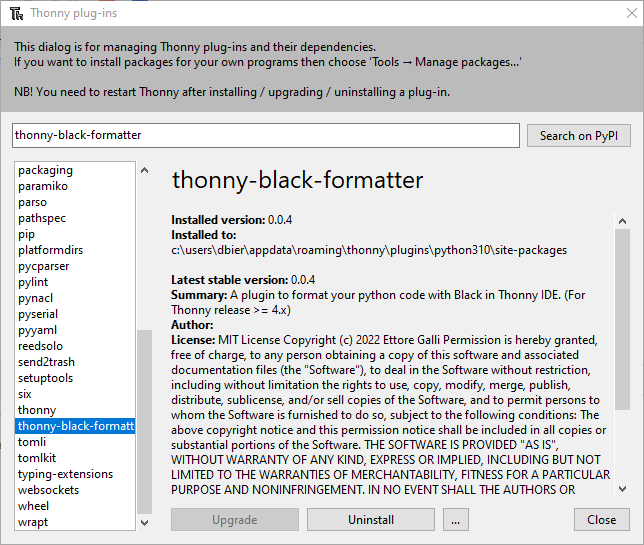 Thonny plug-ins
This dialog is for managing Thonny plug-ins and their dependencies.
If you want to install packages for your own programs then choose 'Tools → Manage packages...'
NB! You need to restart Thonny after installing / upgrading / uninstalling a plug-in.
thonny-black-formatter
Search on PyPI
packaging
paramiko
parso
pathspec
pip
platformdirs
pycparser
pylint
pynacl
pyserial
pyyaml
reedsolo
send2trash
setuptools
six
thonny
thonny-black-formatt
tomli
tomlkit
typing-extensions
websockets
wheel
wrapt
thonny-black-formatter
Installed version: 0.0.4
Installed to:
c:\users\dbier\appdata\roaming\thonny\plugins\python310\site-packages
Latest stable version: 0.0.4
Summary: A plugin to format your python code with Black in Thonny IDE. (For
Thonny release >= 4.x)
Author:
License: MIT License Copyright (c) 2022 Ettore Galli Permission is hereby granted,
free of charge, to any person obtaining a copy of this software and associated
documentation files (the "Software"), to deal in the Software without restriction,
including without limitation the rights to use, copy, modify, merge, publish,
distribute, sublicense, and/or sell copies of the Software, and to permit persons to
whom the Software is furnished to do so, subject to the following conditions: The
above copyright notice and this permission notice shall be included in all copies or
substantial portions of the Software. THE SOFTWARE IS PROVIDED "AS IS",
WITHOUT WARRANTY OF ANY KIND, EXPRESS OR IMPLIED, INCLUDING BUT NOT
LIMITED TO THE WARRANTIES OF MERCHANTABILITY, FITNESS FOR A PARTICULAR
PURPOSE AND NONINFRINGEMENT. IN NO EVENT SHALL THE AUTHORS OR
Upgrade
Uninstall
...
Close